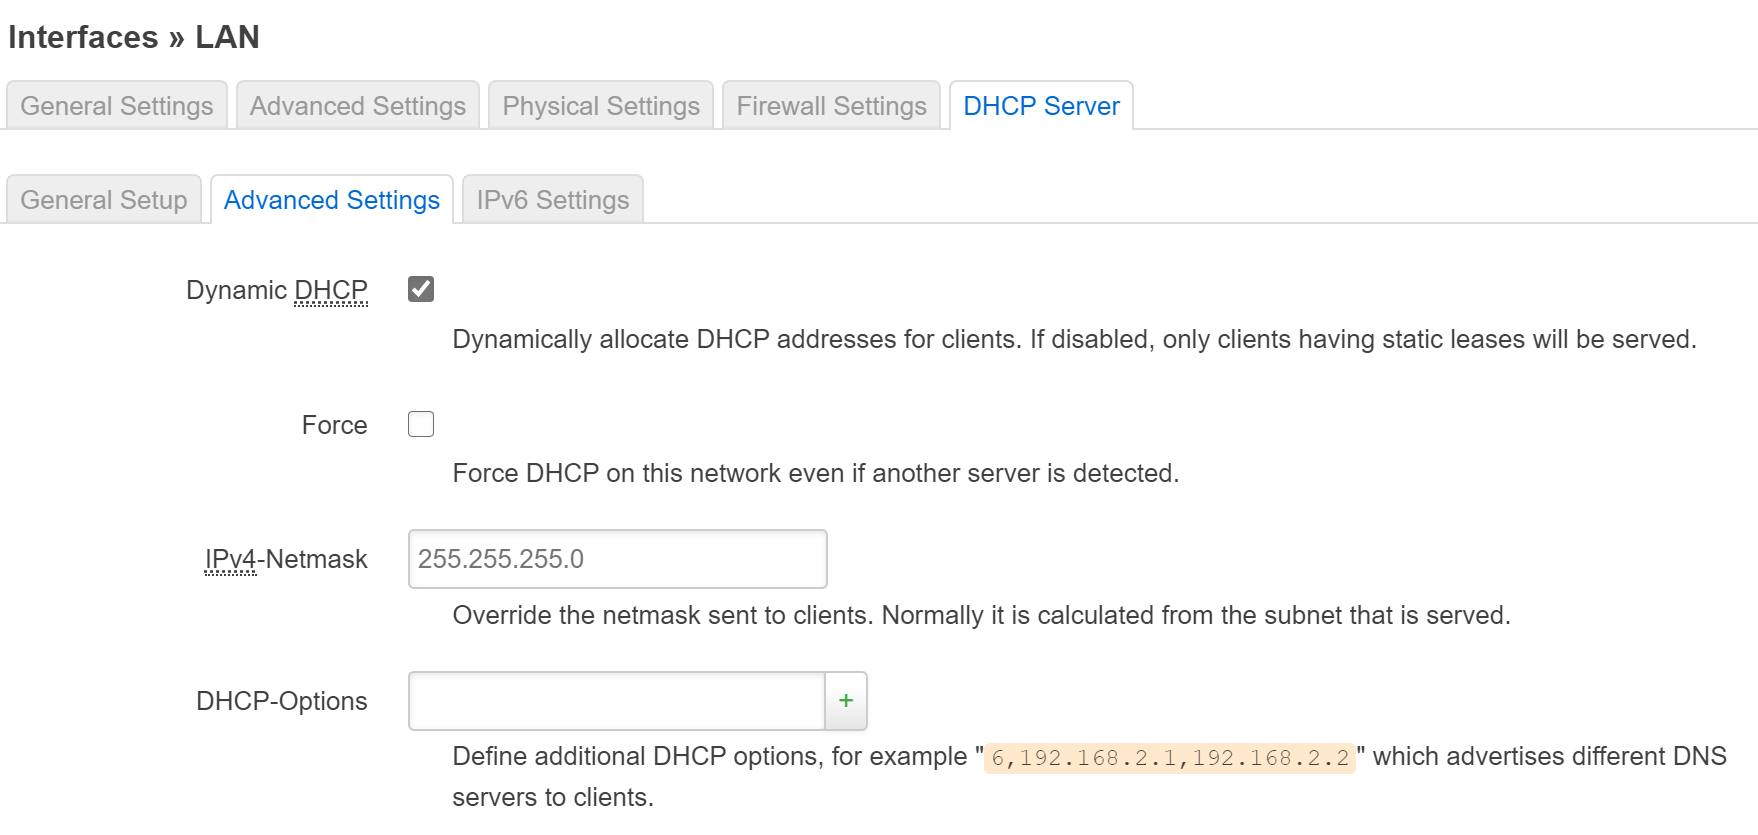 Interfaces » LAN
General Settings Advanced Settings Physical Settings Firewall Settings DHCP Server
General Setup Advanced Settings IPv6 Settings
Dynamic DHCP
Dynamically allocate DHCP addresses for clients. If disabled, only clients having static leases will be served.
Force
Force DHCP on this network even if another server is detected.
IPv4-Netmask 255.255.255.0
Override the netmask sent to clients. Normally it is calculated from the subnet that is served.
DHCP-Options +
Define additional DHCP options, for example "6,192.168.2.1,192.168.2.2" which advertises different DNS
servers to clients.